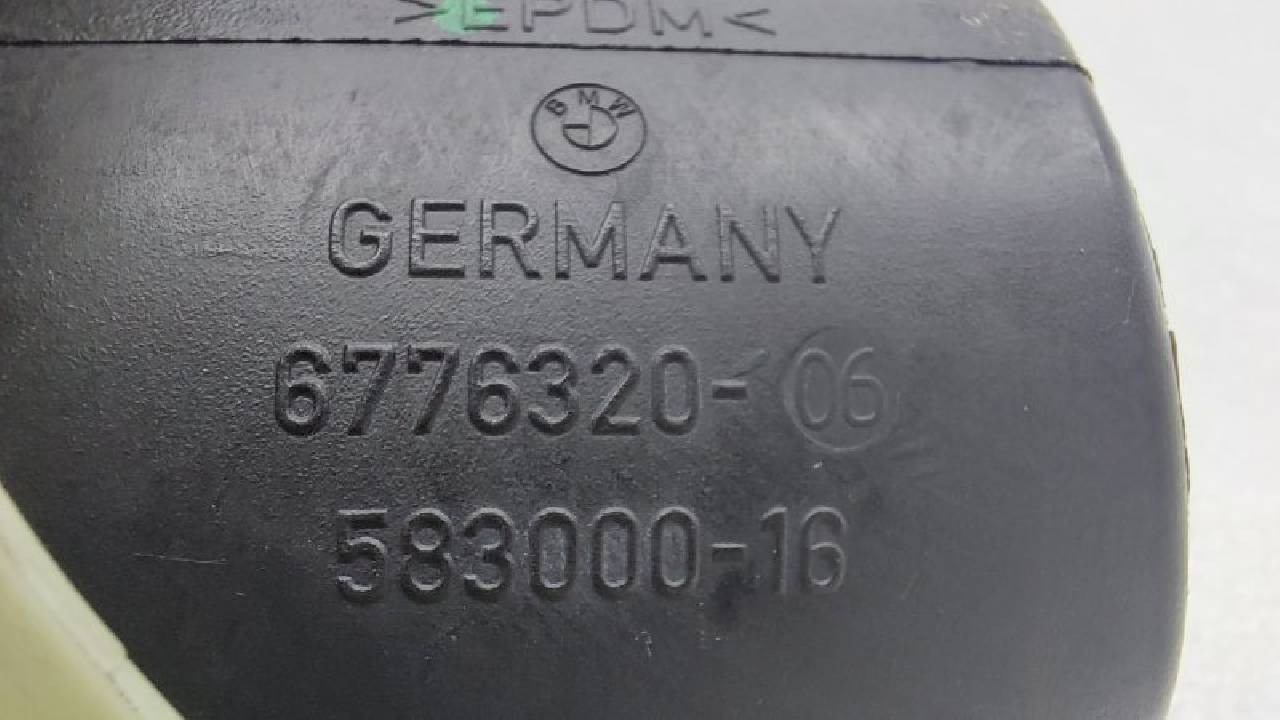 >EPDM<
BMW
GERMANY
6776320-06
583000-16